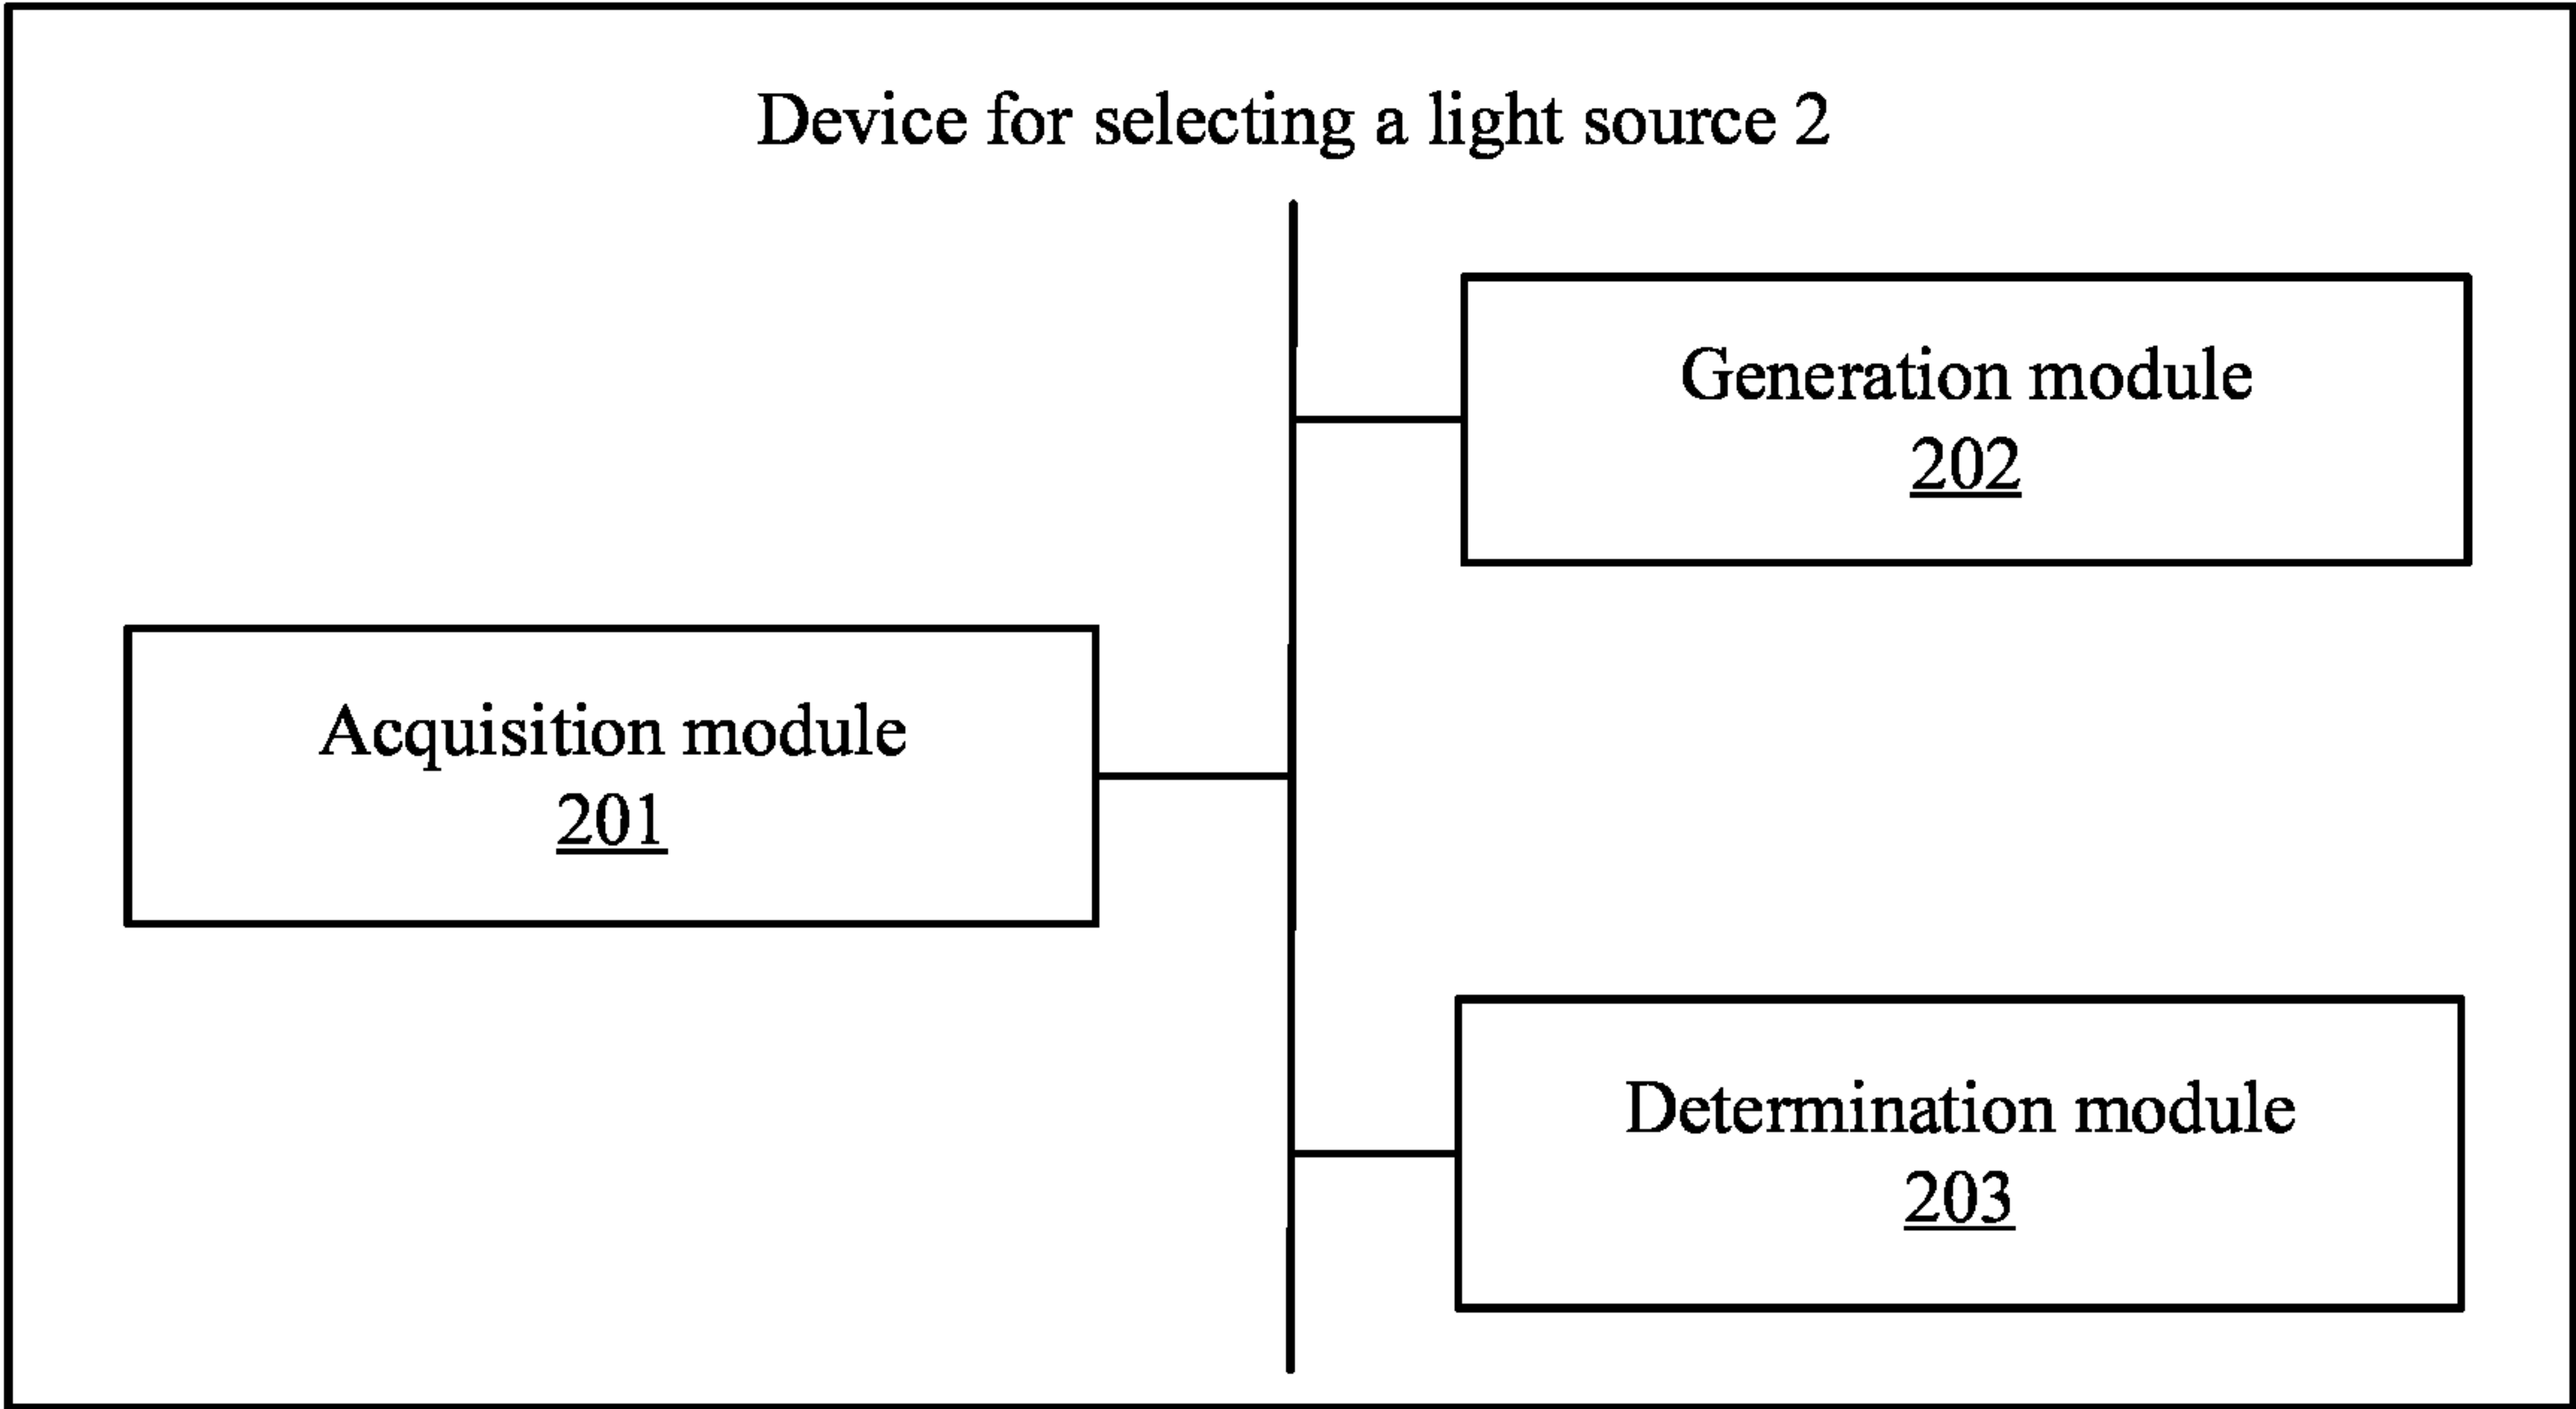 Device for selecting a light source 2
Generation module
202
Acquisition module
201
Determination module
203